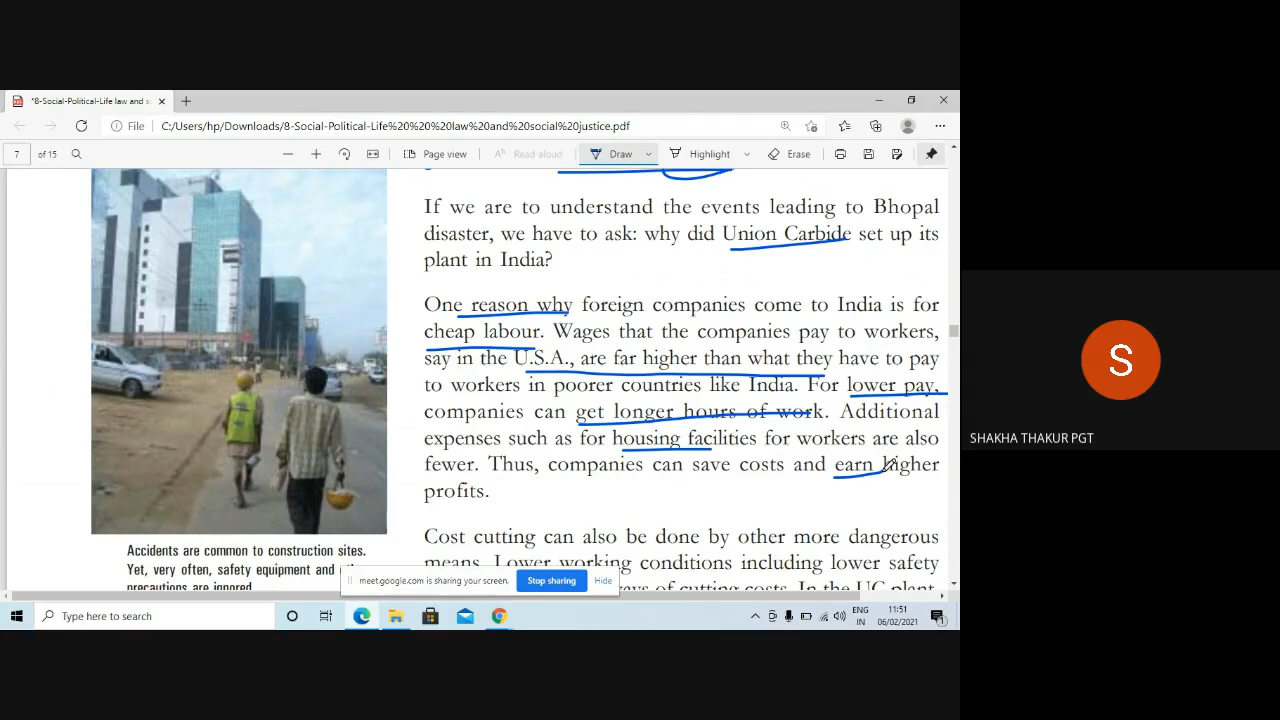 *8-Social-Political-Life law and s
File
C:/Users/hp/Downloads/8-Social-Political-Life%20%20%20law%20and%20social%20justice.pdf
7 of 15
Page view
Read aloud
Draw
Highlight
Erase
If we are to understand the events leading to Bhopal
disaster, we have to ask: why did Union Carbide set up its
plant in India?
One reason why foreign companies come to India is for
cheap labour. Wages that the companies pay to workers,
say in the U.S.A., are far higher than what they have to pay
to workers in poorer countries like India. For lower pay,
companies can get longer hours of work. Additional
expenses such as for housing facilities for workers are also
fewer. Thus, companies can save costs and earn higher
profits.
Cost cutting can also be done by other more dangerous
means. Lower working conditions including lower safety
ways of cutting costs. In the UC plant,
Accidents are common to construction sites.
Yet, very often, safety equipment and
precautions are ignored
meet.google.com is sharing your screen.
Stop sharing
Hide
Type here to search
ENG
IN
11:51
06/02/2021
1
S
SHAKHA THAKUR PGT